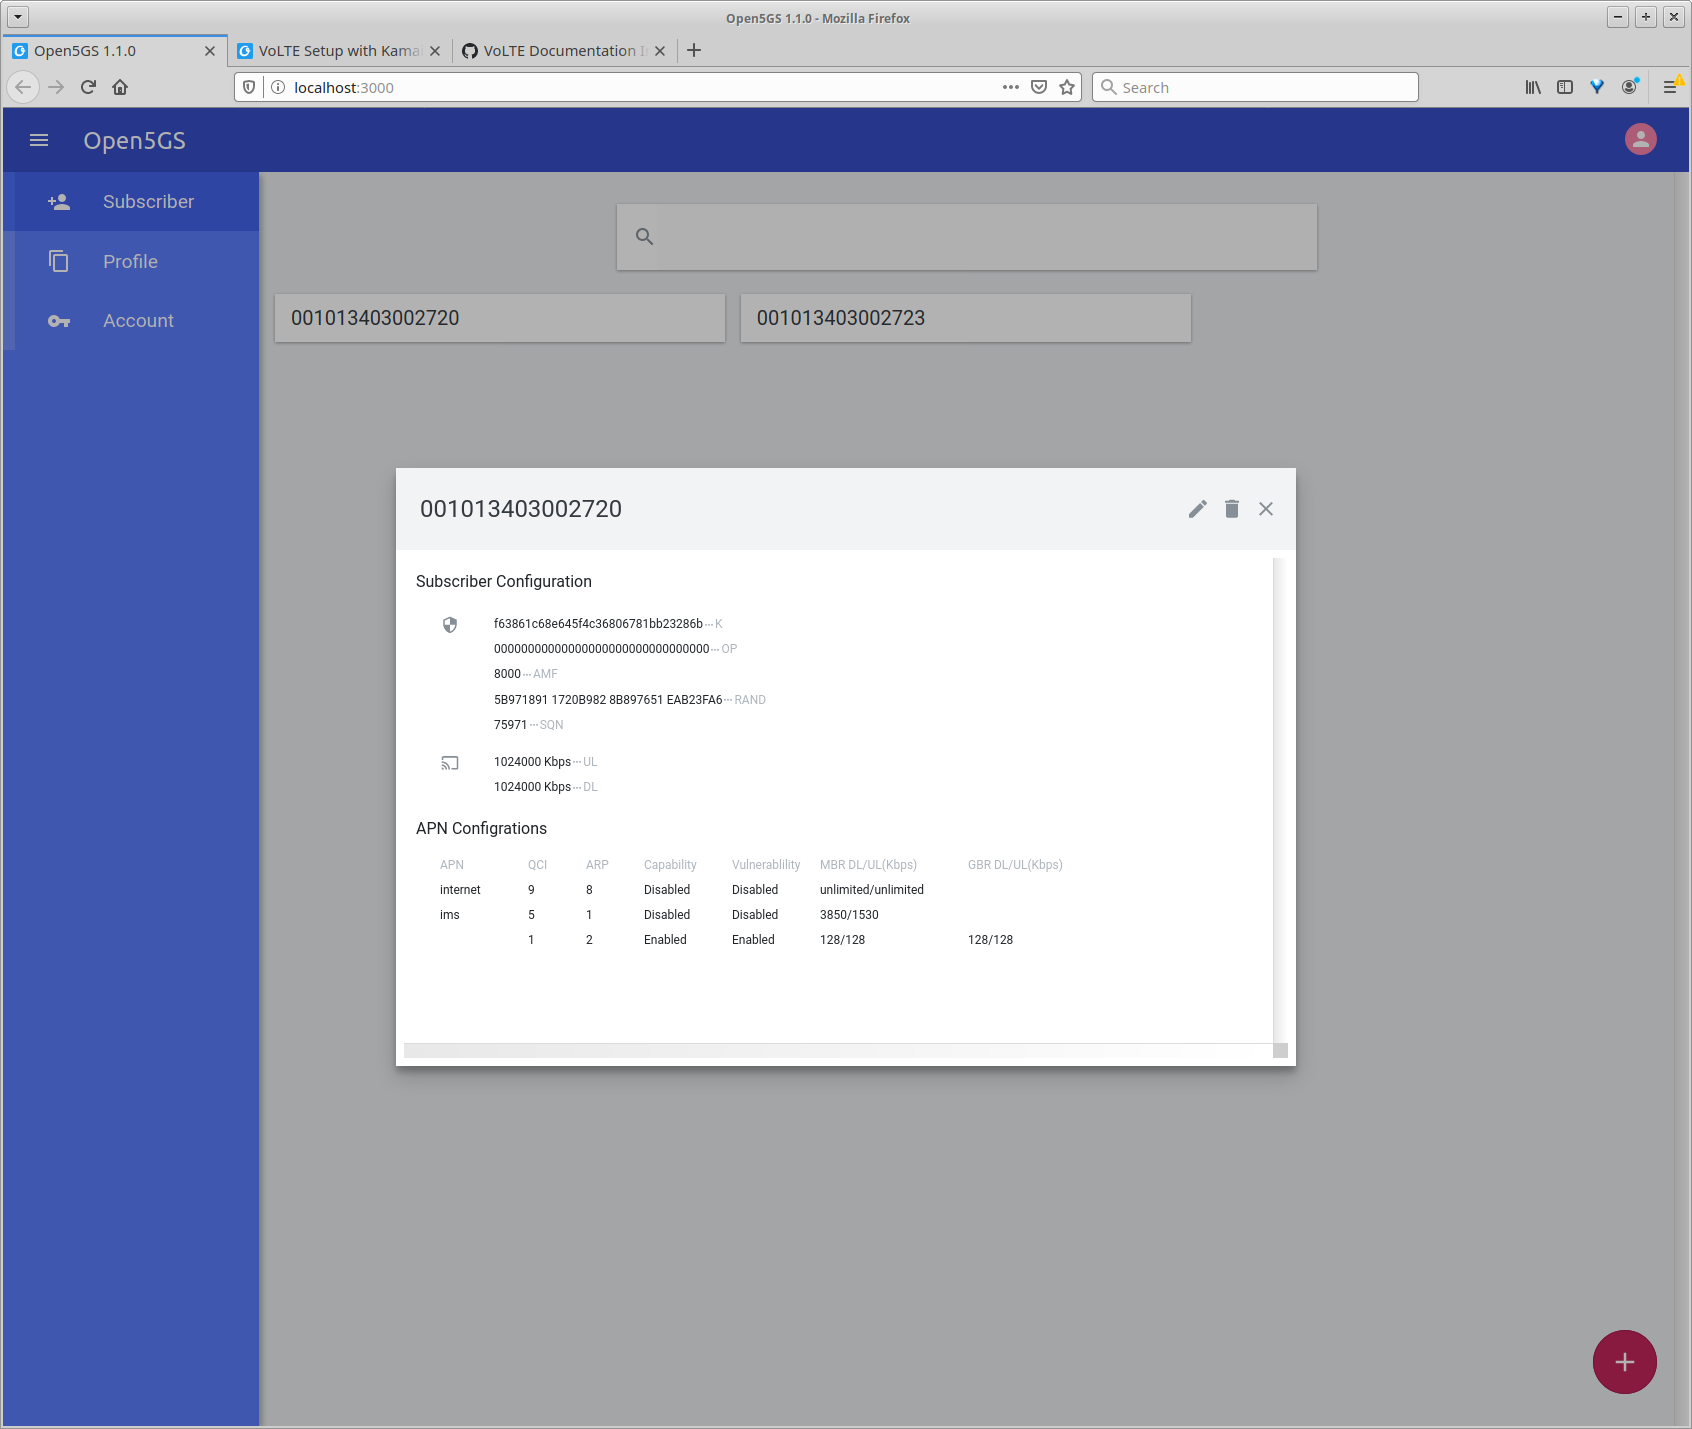 Open5GS 1.1.0 - Mozilla Firefox
Open5GS 1.1.0
VoLTE Setup with Kama
VoLTE Documentation
localhost:3000
Search
Open5GS
Subscriber
Profile
Account
001013403002720
001013403002723
001013403002720
Subscriber Configuration
f63861c68e645f4c36806781bb23286b···K
00000000000000000000000000000000···OP
8000···AMF
5B971891 1720B982 8B897651 EAB23FA6···RAND
75971···SQN
1024000 Kbps···UL
1024000 Kbps···DL
APN Configrations
APN QCI ARP Capability Vulnerablility MBR DL/UL(Kbps) GBR DL/UL(Kbps)
internet 9 8 Disabled Disabled unlimited/unlimited
ims 5 1 Disabled Disabled 3850/1530
1 2 Enabled Enabled 128/128 128/128